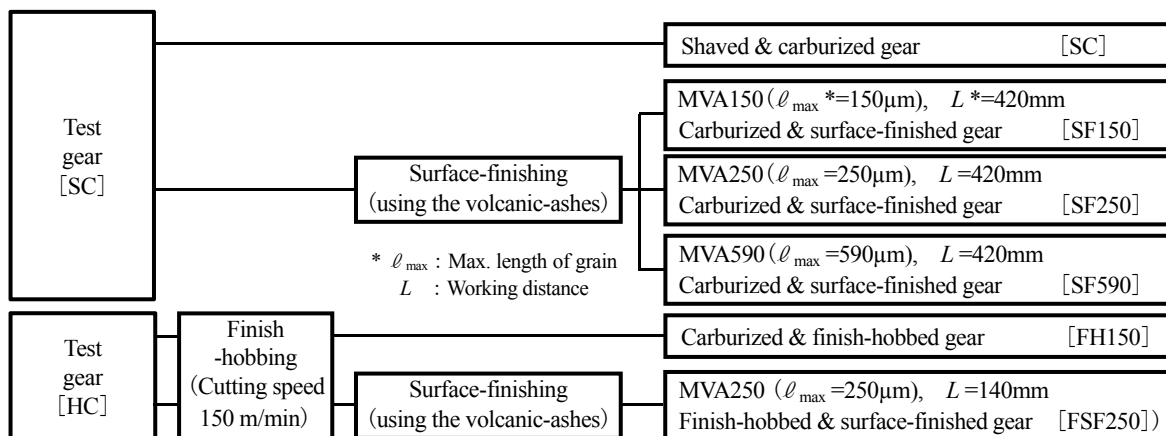 Test
gear
［SC］
Shaved & carburized gear ［SC］
Surface-finishing
（using the volcanic-ashes）
MVA150（ℓmax *=150µm), L *=420mm
Carburized & surface-finished gear ［SF150］
MVA250（ℓmax =250µm), L =420mm
Carburized & surface-finished gear ［SF250］
MVA590（ℓmax =590µm), L =420mm
Carburized & surface-finished gear ［SF590］
* ℓmax : Max. length of grain
L : Working distance
Test
gear
［HC］
Finish
-hobbing
（Cutting speed
150 m/min）
Carburized & finish-hobbed gear ［FH150］
Surface-finishing
（using the volcanic-ashes）
MVA250 (ℓmax =250µm), L=140mm
Finish-hobbed & surface-finished gear ［FSF250］)